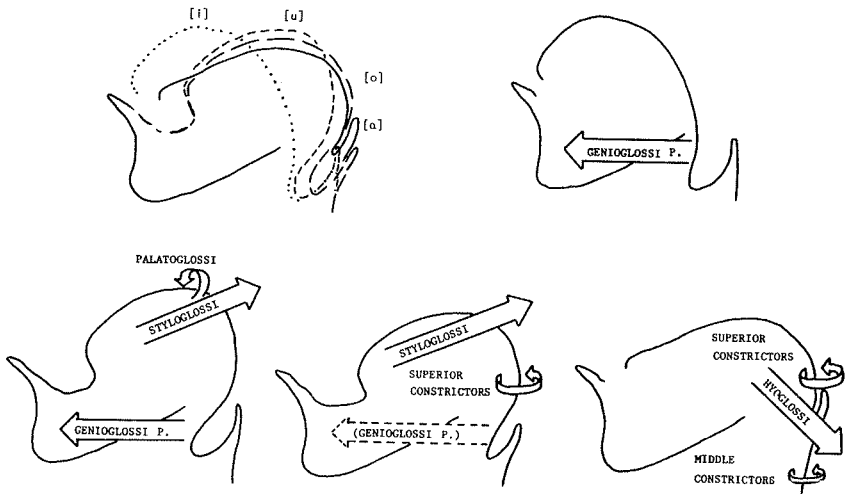 [i]
[u]
[o]
[ɑ]
GENIOGLOSSI P.
PALATOGLOSSI
STYLOGLOSSI
GENIOGLOSSI P.
STYLOGLOSSI
SUPERIOR
CONSTRICTORS
(GENIOGLOSSI P.)
SUPERIOR
CONSTRICTORS
HYOGLOSSI
MIDDLE
CONSTRICTORS